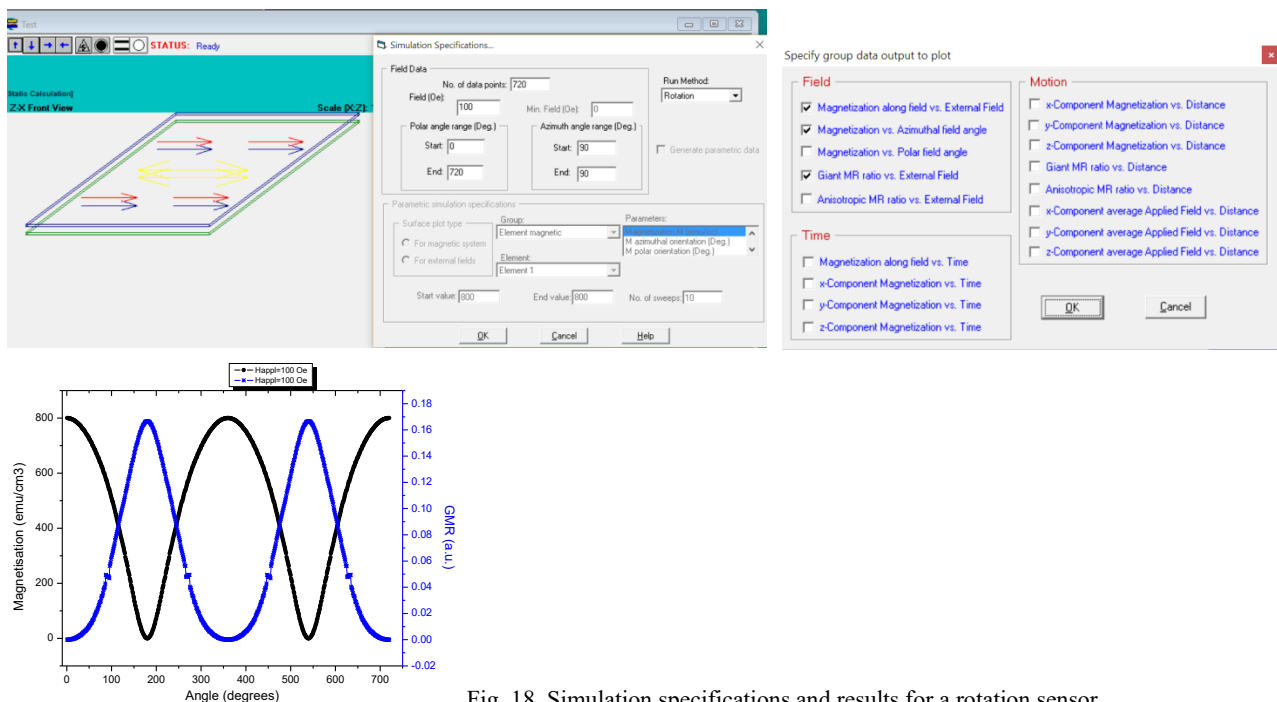 Test
STATUS: Ready
Static Calculation]
Z-X Front View
Scale (X:Z):
Simulation Specifications...
Field Data
No. of data points: 720
Field (Oe):
100
Min. Field (Oe): 0
Polar angle range (Deg.)
Start: 0
End: 720
Azimuth angle range (Deg.)
Start: 90
End: 90
Run Method:
Rotation
Generate parametric data
Parametric simulation specifications
Surface plot type
For magnetic system
For external fields
Group:
Element magnetic
Element:
Element 1
Parameters:
M azimuthal orientation (Deg.)
M polar orientation (Deg.)
Start value: 800
End value: 800
No. of sweeps: 10
OK
Cancel
Help
Specify group data output to plot
Field
Magnetization along field vs. External Field
Magnetization vs. Azimuthal field angle
Magnetization vs. Polar field angle
Giant MR ratio vs. External Field
Anisotropic MR ratio vs. External Field
Time
Magnetization along field vs. Time
x-Component Magnetization vs. Time
y-Component Magnetization vs. Time
z-Component Magnetization vs. Time
Motion
x-Component Magnetization vs. Distance
y-Component Magnetization vs. Distance
z-Component Magnetization vs. Distance
Giant MR ratio vs. Distance
Anisotropic MR ratio vs. Distance
x-Component average Applied Field vs. Distance
y-Component average Applied Field vs. Distance
z-Component average Applied Field vs. Distance
OK
Cancel
Happl=100 Oe
Happl=100 Oe
800
600
400
200
0
Magnetisation (emu/cm3)
0.18
0.16
0.14
0.12
0.10
0.08
0.06
0.04
0.02
0.00
-0.02
GMR (a.u.)
0 100 200 300 400 500 600 700
Angle (degrees)
Fig. 18. Simulation specifications and results for a rotation sensor